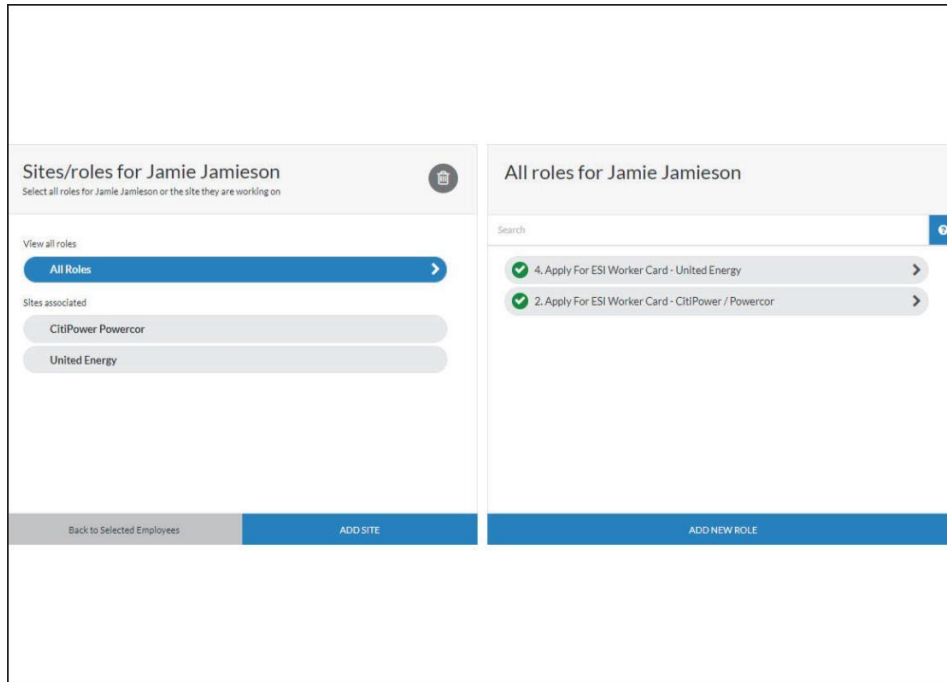 Sites/roles for Jamie Jamieson
Select all roles for Jamie Jamieson or the site they are working on
View all roles
All Roles
Sites associated
CitiPower Powercor
United Energy
Back to Selected Employees
ADD SITE
All roles for Jamie Jamieson
Search
?
4. Apply For ESI Worker Card - United Energy
2. Apply For ESI Worker Card - CitiPower / Powercor
ADD NEW ROLE